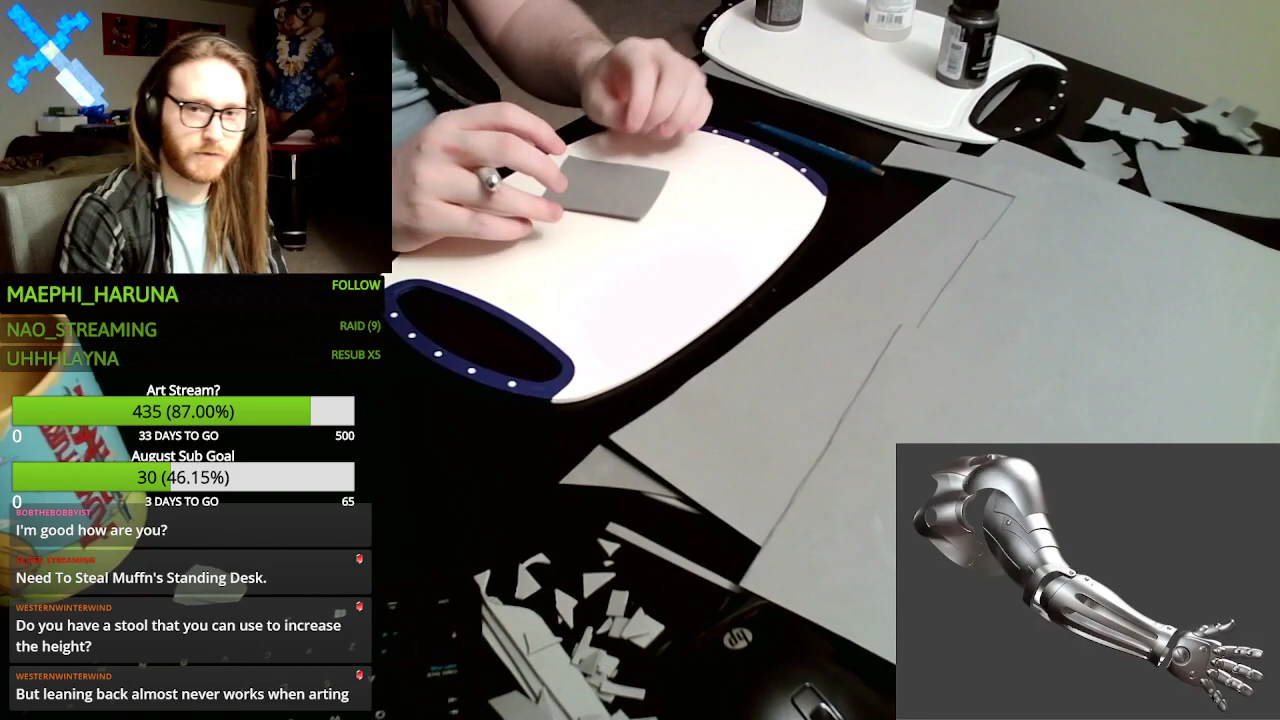 MAEPHI_HARUNA
FOLLOW
NAO_STREAMING
RAID (9)
UHHHLAYNA
RESUB X5
Art Stream?
435 (87.00%)
0
33 DAYS TO GO
500
August Sub Goal
30 (46.15%)
0
3 DAYS TO GO
65
BOBTHEBOBBYIST
I'm good how are you?
Need To Steal Muffn's Standing Desk.
WESTERNWINTERWIND
Do you have a stool that you can use to increase
the height?
WESTERNWINTERWIND
But leaning back almost never works when arting
hp